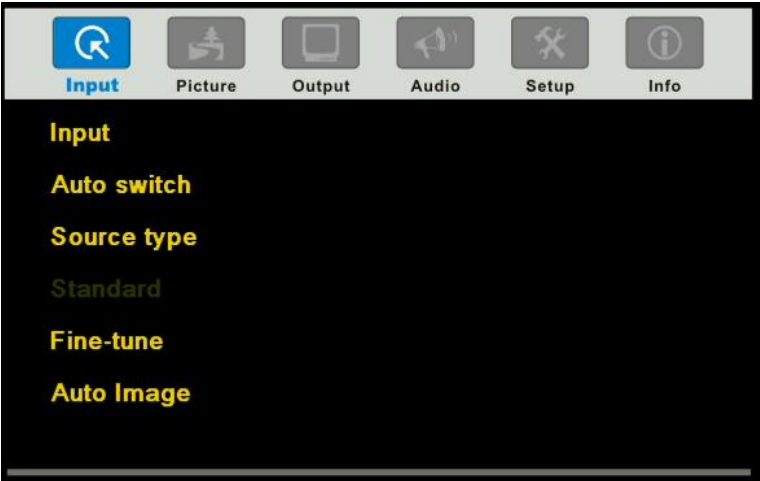 Input Picture Output Audio Setup Info
Input
Auto switch
Source type
Standard
Fine-tune
Auto Image